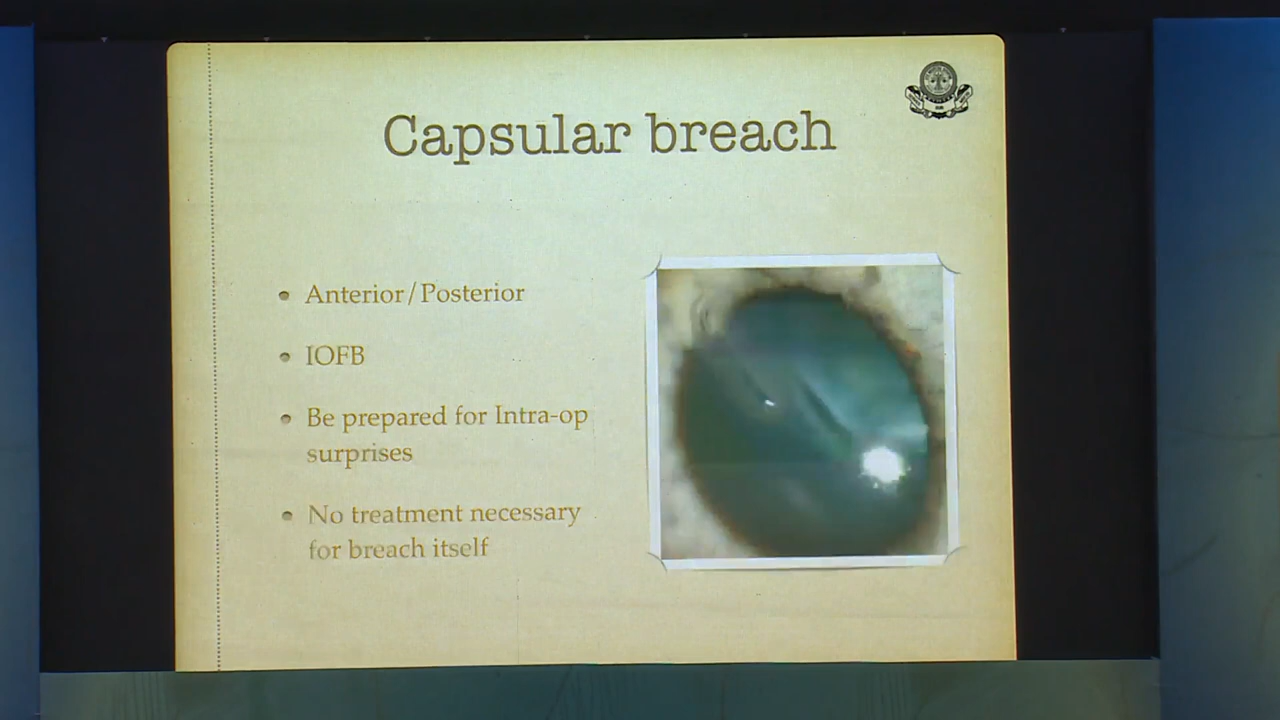 Capsular breach
• Anterior/Posterior
• IOFB
• Be prepared for Intra-op
surprises
• No treatment necessary
for breach itself